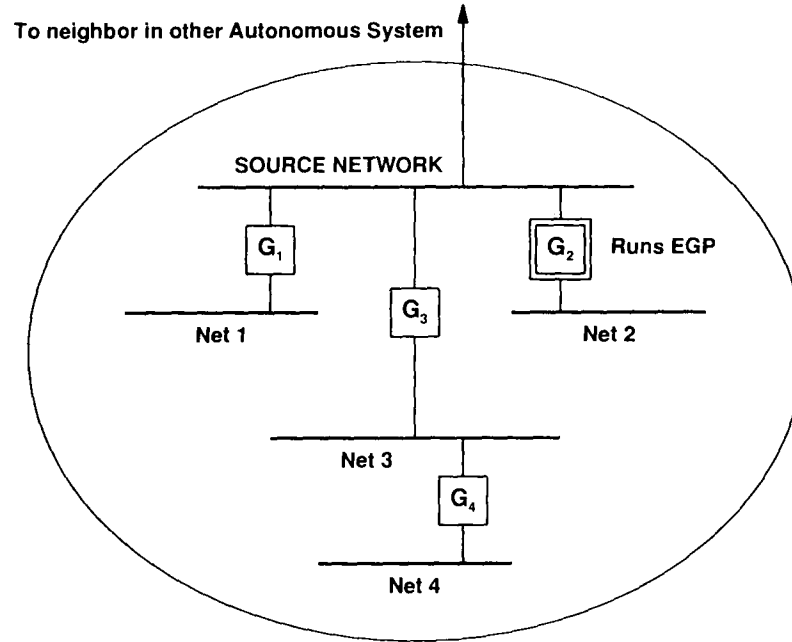 To neighbor in other Autonomous System
SOURCE NETWORK
G1
G2
Runs EGP
G3
Net 1
Net 2
Net 3
G4
Net 4